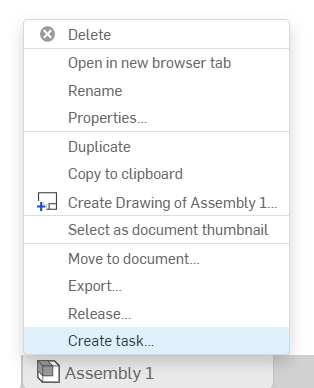 Delete
Open in new browser tab
Rename
Properties...
Duplicate
Copy to clipboard
Create Drawing of Assembly 1...
Select as document thumbnail
Move to document...
Export...
Release...
Create task...
Assembly 1